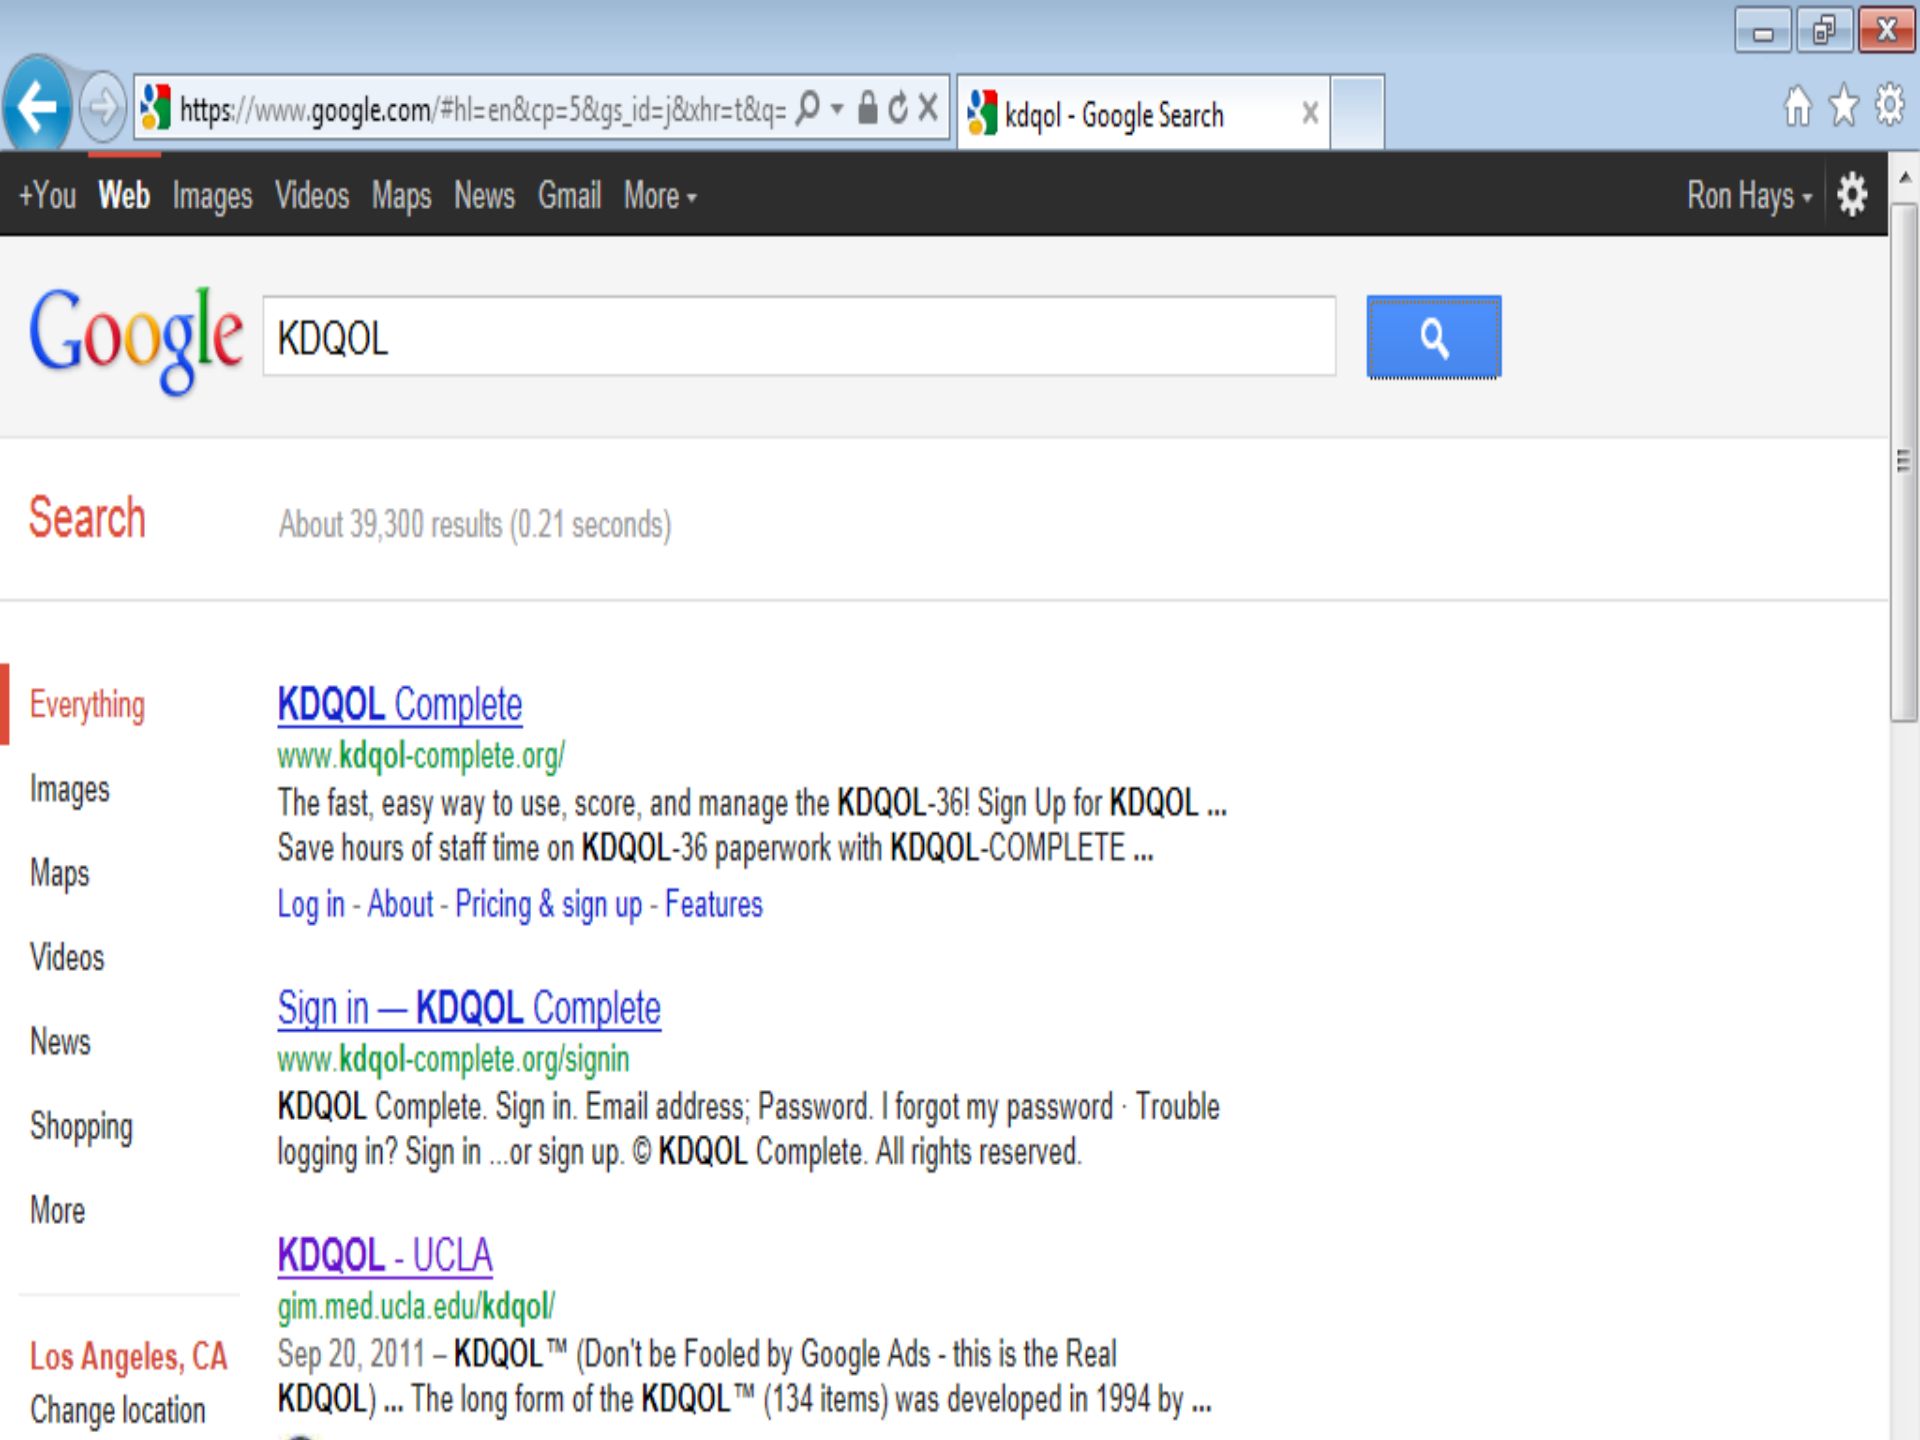 https://www.google.com/#hl=en&cp=5&gs_id=j&xhr=t&q=
kdqol - Google Search
+You Web Images Videos Maps News Gmail More
Ron Hays
Google
KDQOL
Search
About 39,300 results (0.21 seconds)
Everything
Images
Maps
Videos
News
Shopping
More
Los Angeles, CA
Change location
KDQOL Complete
www.kdqol-complete.org/
The fast, easy way to use, score, and manage the KDQOL-36! Sign Up for KDQOL ...
Save hours of staff time on KDQOL-36 paperwork with KDQOL-COMPLETE ...
Log in - About - Pricing & sign up - Features
Sign in — KDQOL Complete
www.kdqol-complete.org/signin
KDQOL Complete. Sign in. Email address; Password. I forgot my password · Trouble
logging in? Sign in ...or sign up. © KDQOL Complete. All rights reserved.
KDQOL - UCLA
gim.med.ucla.edu/kdqol/
Sep 20, 2011 – KDQOL™ (Don't be Fooled by Google Ads - this is the Real
KDQOL) ... The long form of the KDQOL™ (134 items) was developed in 1994 by ...